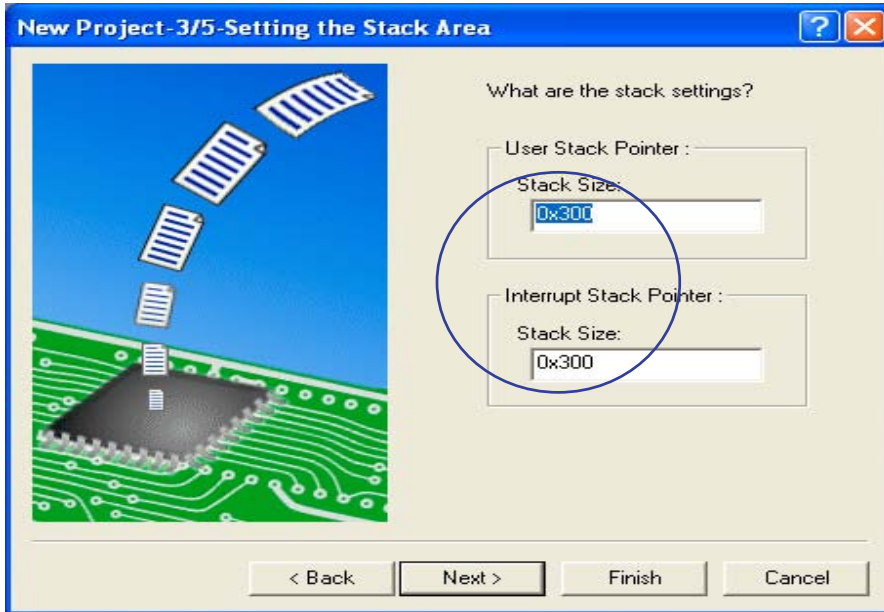 New Project-3/5-Setting the Stack Area
What are the stack settings?
User Stack Pointer :
Stack Size:
0x300
Interrupt Stack Pointer :
Stack Size:
0x300
< Back Next > Finish Cancel